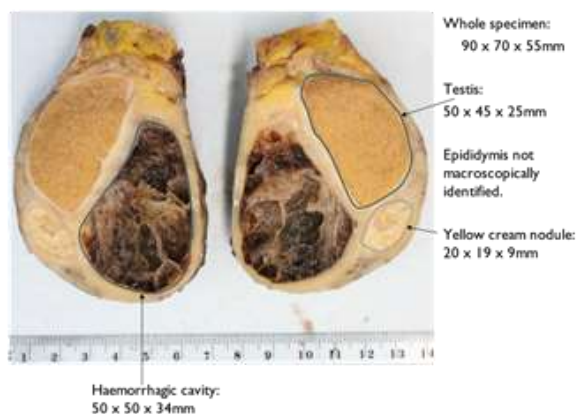 Whole specimen:
90 x 70 x 55mm
Testis:
50 x 45 x 25mm
Epididymis not
macroscopically
identified.
Yellow cream nodule:
20 x 19 x 9mm
1 2 3 4 5 6 7 8 9 10 11 12 13 14
Haemorrhagic cavity:
50 x 50 x 34mm